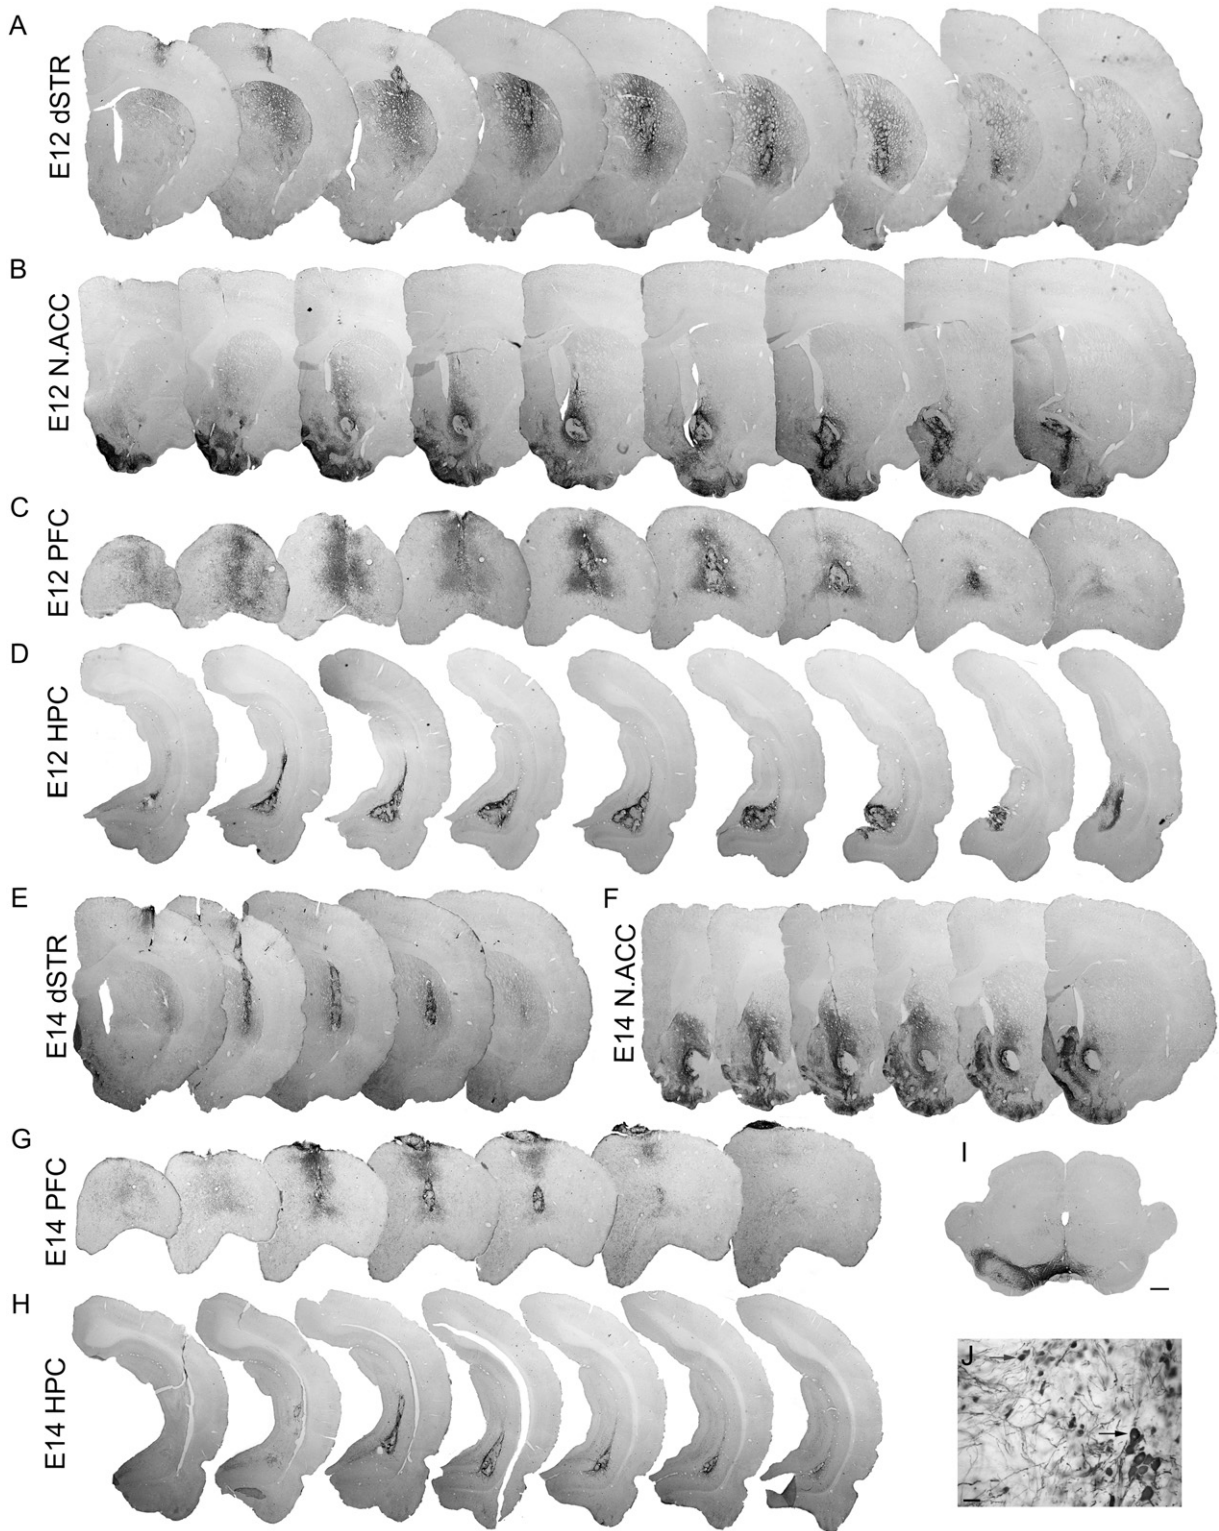 A
E12 dSTR
B
E12 N.ACC
C
E12 PFC
D
E12 HPC
E
E14 dSTR
F
E14 N.ACC
G
E14 PFC
I
H
E14 HPC
J